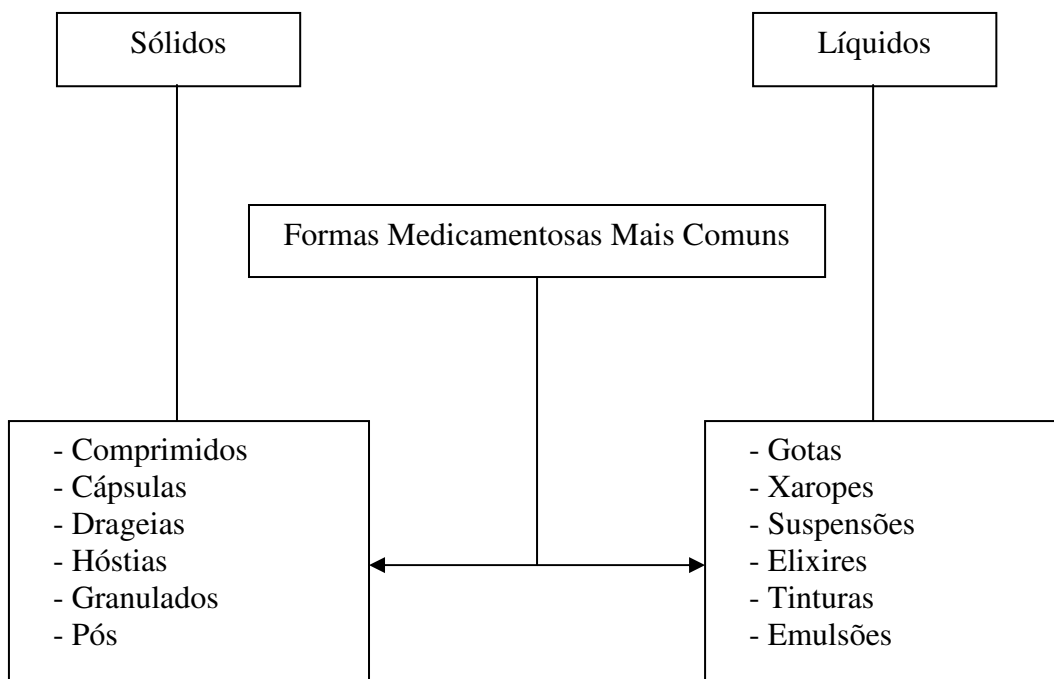 Sólidos
Líquidos
Formas Medicamentosas Mais Comuns
- Comprimidos
- Cápsulas
- Drageias
- Hóstias
- Granulados
- Pós
- Gotas
- Xaropes
- Suspensões
- Elixires
- Tinturas
- Emulsões